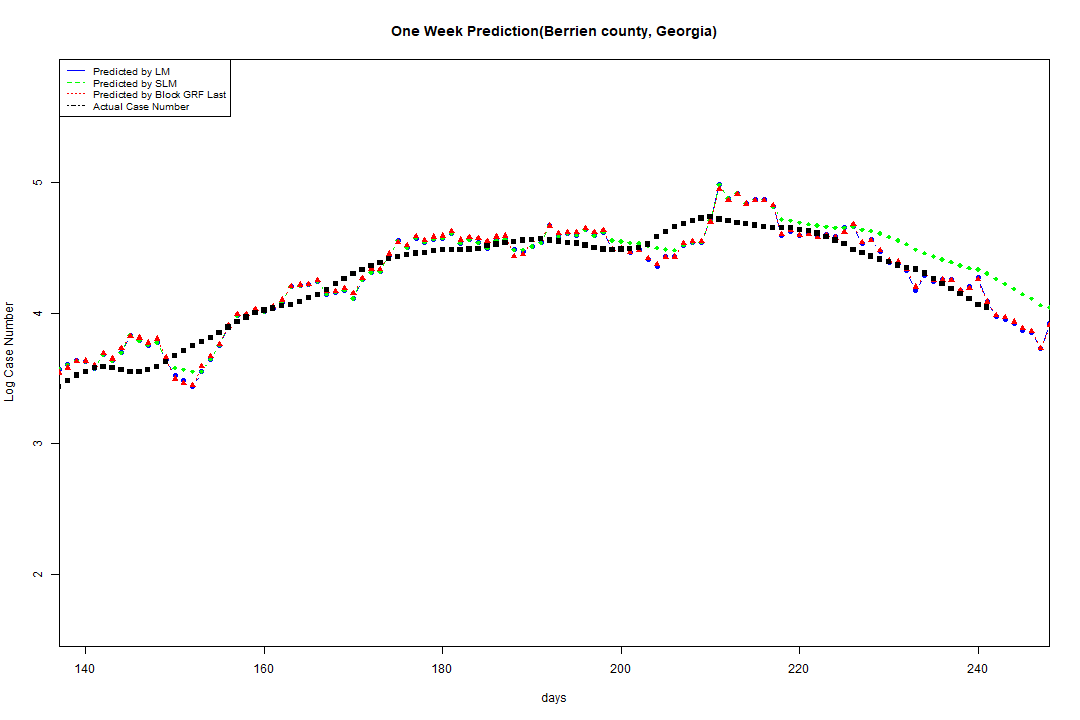 One Week Prediction(Berrien county, Georgia)
Predicted by LM
Predicted by SLM
Predicted by Block GRF Last
Actual Case Number
5
4
3
2
Log Case Number
140 160 180 200 220 240
days